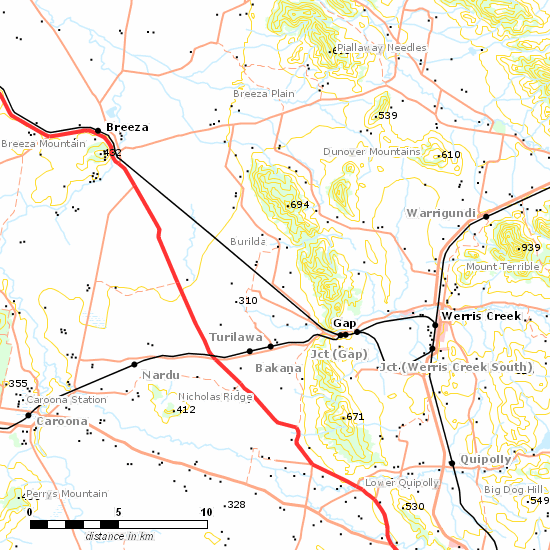 Piallaway Needles
Breeza Plain
539
Breeza
Breeza Mountain
432
Dunover Mountains
610
694
Warrigundi
Burilda
939
Mount Terrible
310
Gap
Werris Creek
Turilawa
Jct (Gap)
Bakana
Jct (Werris Creek South)
Nardu
355
Caroona Station
Nicholas Ridge
412
Caroona
671
Quipolly
Lower Quipolly
Big Dog Hill
Perrys Mountain
328
530
549
0 5 10
distance in km